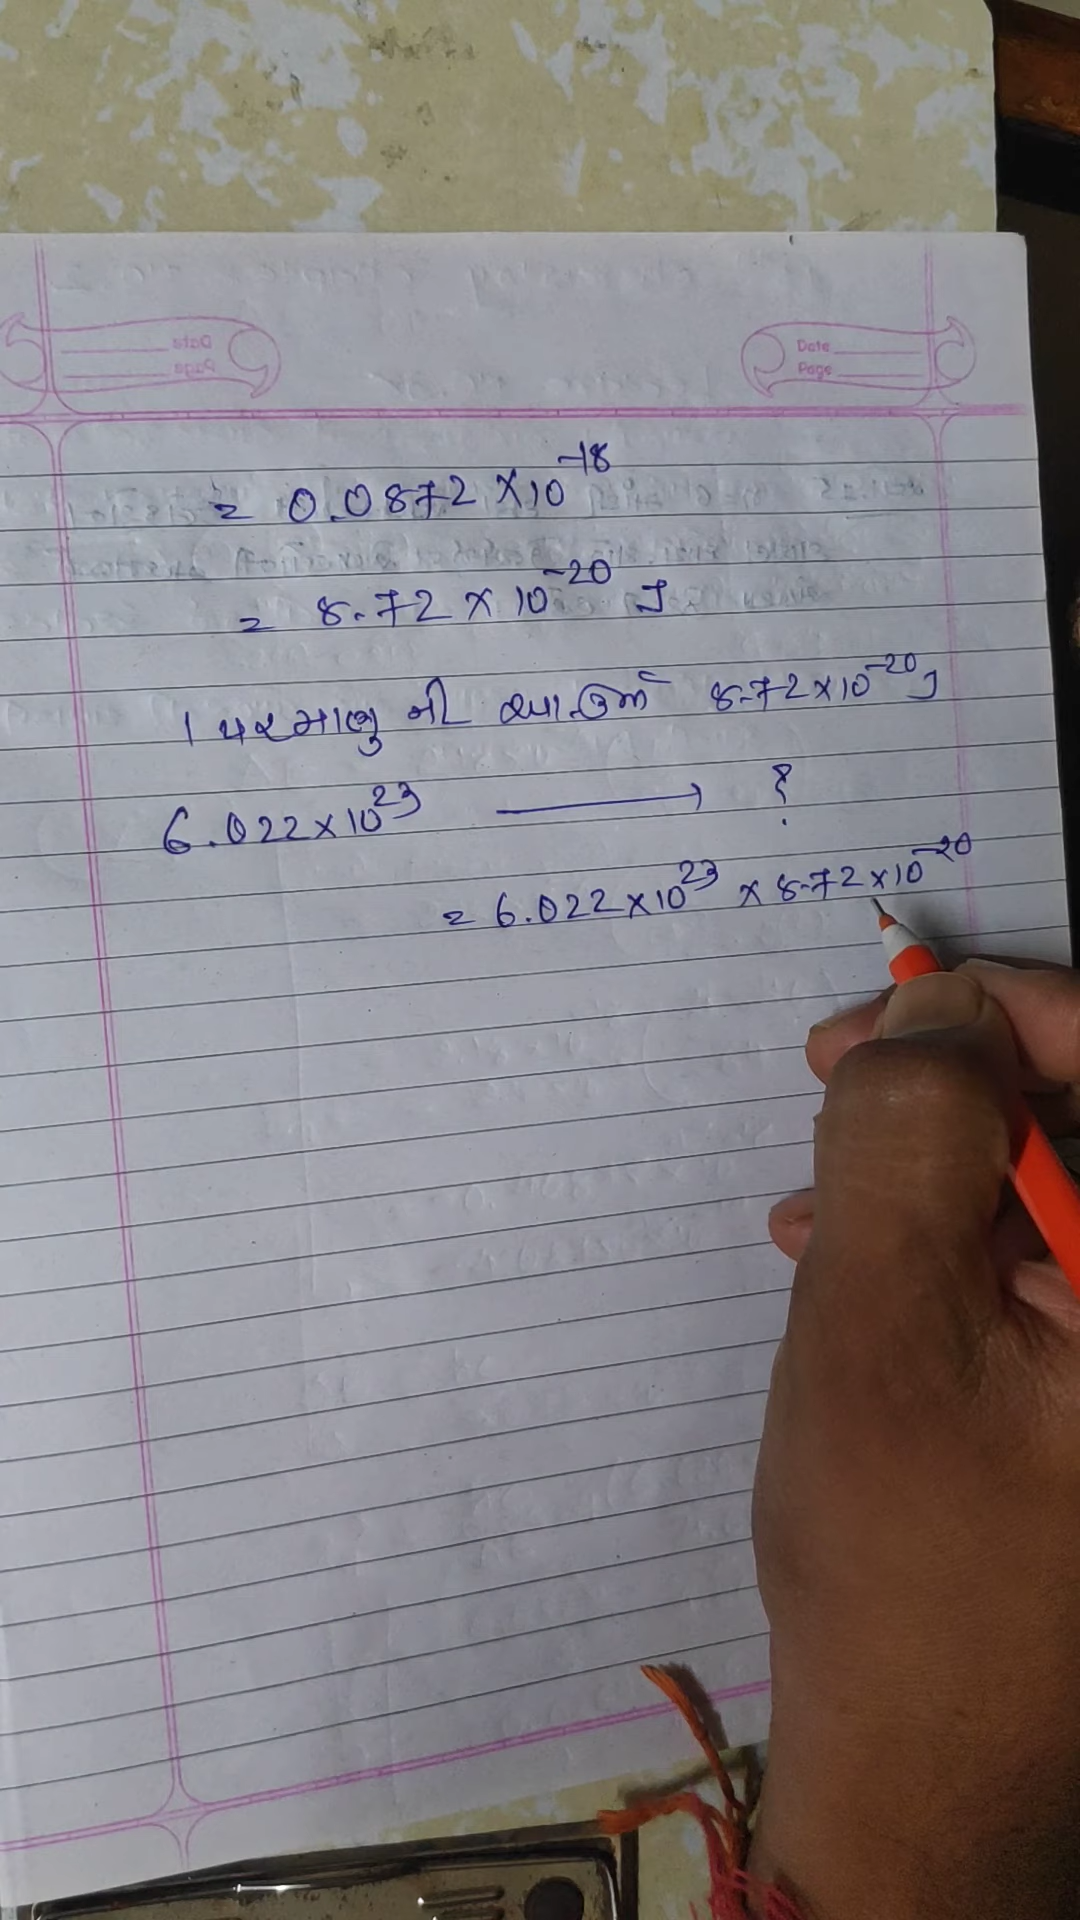 Date
Page
= 0.0872 × 10⁻¹⁸
= 8.72 × 10⁻²⁰ J
1 પરમાણુ ની 8.72×10⁻²⁰ J
6.022×10²³ ⟶ ?
= 6.022×10²³ × 8.72×10⁻²⁰